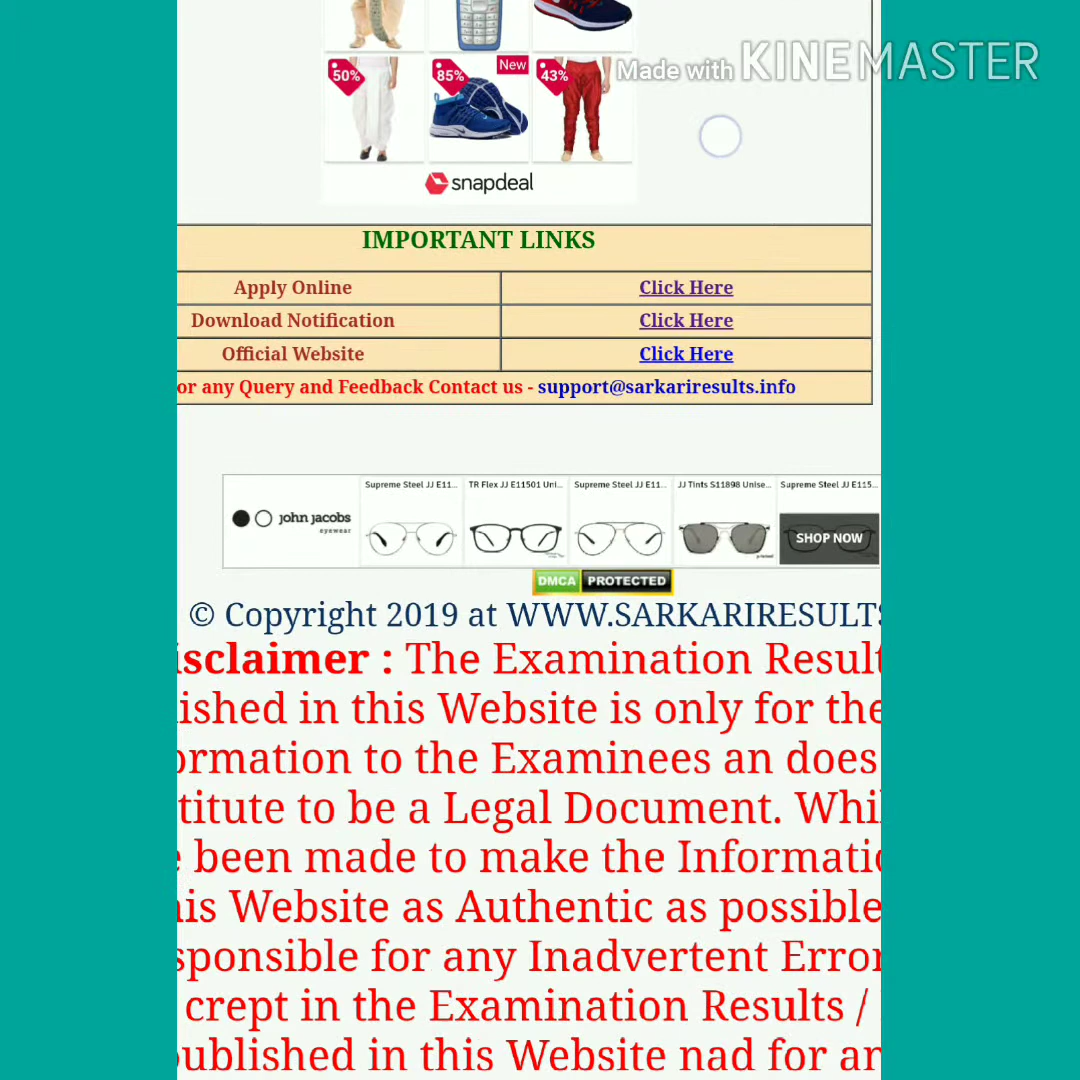 Made with KINEMASTER
50%
85%
New
43%
snapdeal
IMPORTANT LINKS
Apply Online Click Here
Download Notification Click Here
Official Website Click Here
or any Query and Feedback Contact us - support@sarkariresults.info
Supreme Steel JJ E11... TR Flex JJ E11501 Uni... Supreme Steel JJ E11... JJ Tints S11898 Unise... Supreme Steel JJ E115...
john jacobs
eyewear
SHOP NOW
DMCA PROTECTED
© Copyright 2019 at WWW.SARKARIRESULTS
isclaimer : The Examination Result
ished in this Website is only for the
ormation to the Examinees an does
titute to be a Legal Document. Whil
e been made to make the Informatio
his Website as Authentic as possible
sponsible for any Inadvertent Error
crept in the Examination Results /
published in this Website nad for an